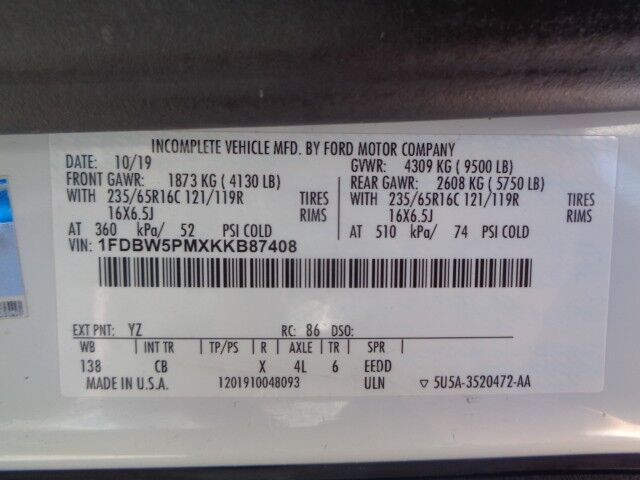 INCOMPLETE VEHICLE MFD. BY FORD MOTOR COMPANY
DATE: 10/19 GVWR: 4309 KG ( 9500 LB)
FRONT GAWR: 1873 KG ( 4130 LB) REAR GAWR: 2608 KG ( 5750 LB)
WITH 235/65R16C 121/119R TIRES WITH 235/65R16C 121/119R TIRES
16X6.5J RIMS 16X6.5J RIMS
AT 360 kPa/ 52 PSI COLD AT 510 kPa/ 74 PSI COLD
VIN: 1FDBW5PMXKKB87408
EXT PNT: YZ RC: 86 DSO:
WB INT TR TP/PS R AXLE TR SPR
138 CB X 4L 6 EEDD
MADE IN U.S.A. 1201910048093 ULN ▽ 5U5A-3520472-AA